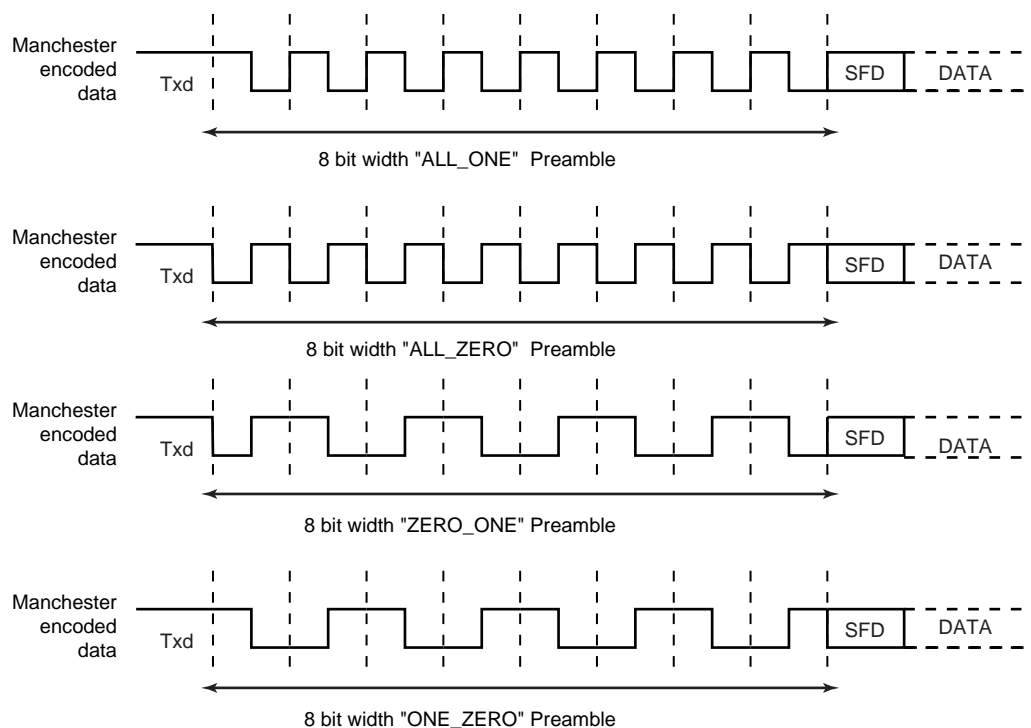 Manchester
encoded
data
Txd
SFD
DATA
8 bit width "ALL_ONE" Preamble
Manchester
encoded
data
Txd
SFD
DATA
8 bit width "ALL_ZERO" Preamble
Manchester
encoded
data
Txd
SFD
DATA
8 bit width "ZERO_ONE" Preamble
Manchester
encoded
data
Txd
SFD
DATA
8 bit width "ONE_ZERO" Preamble